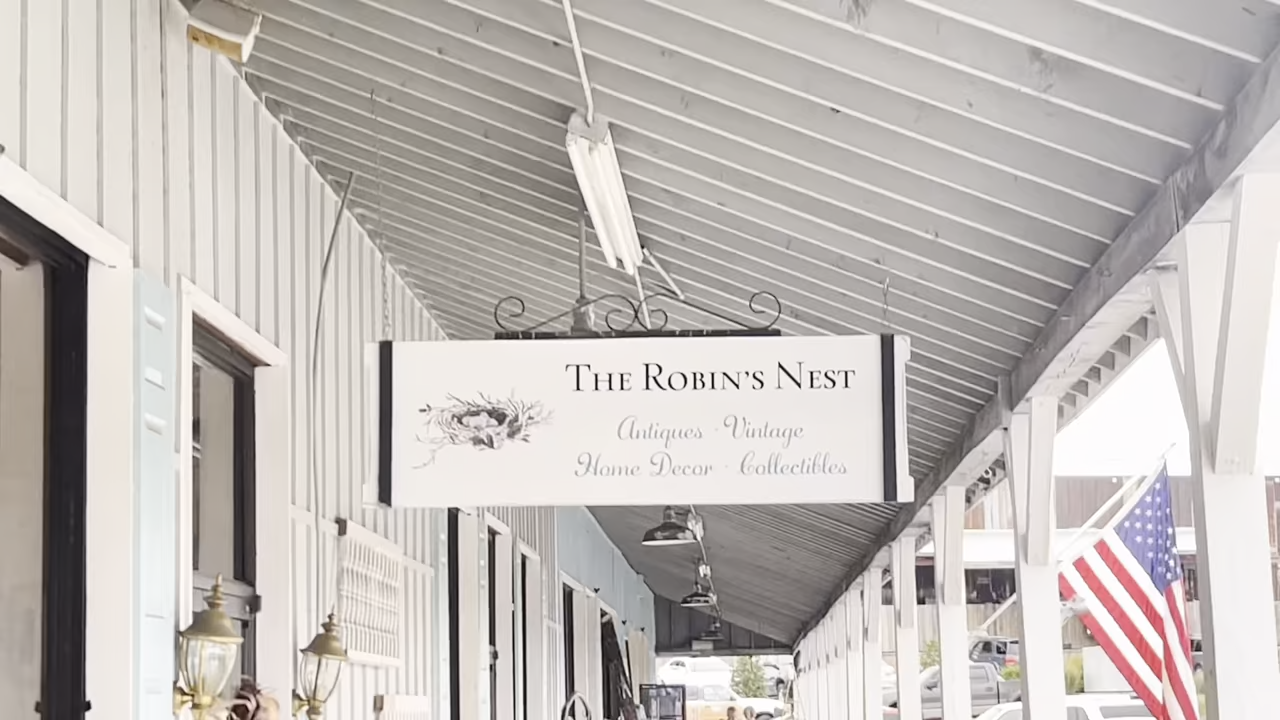 THE ROBIN'S NEST
Antiques · Vintage
Home Decor · Collectibles